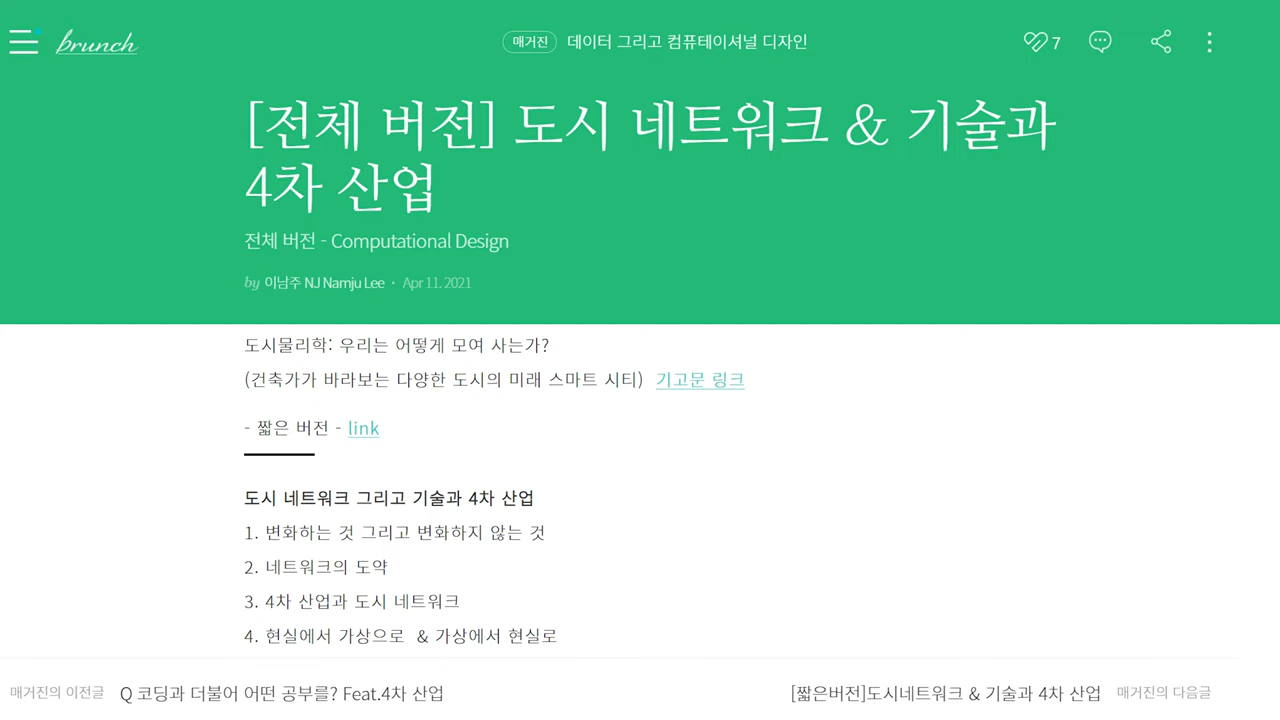 brunch
매거진 데이터 그리고 컴퓨테이셔널 디자인
7
[전체 버전] 도시 네트워크 & 기술과
4차 산업
전체 버전 - Computational Design
by 이남주 NJ Namju Lee · Apr 11. 2021
도시물리학: 우리는 어떻게 모여 사는가?
(건축가가 바라보는 다양한 도시의 미래 스마트 시티) 기고문 링크
- 짧은 버전 - link
도시 네트워크 그리고 기술과 4차 산업
1. 변화하는 것 그리고 변화하지 않는 것
2. 네트워크의 도약
3. 4차 산업과 도시 네트워크
4. 현실에서 가상으로 & 가상에서 현실로
매거진의 이전글 Q 코딩과 더불어 어떤 공부를? Feat.4차 산업
[짧은버전]도시네트워크 & 기술과 4차 산업 매거진의 다음글